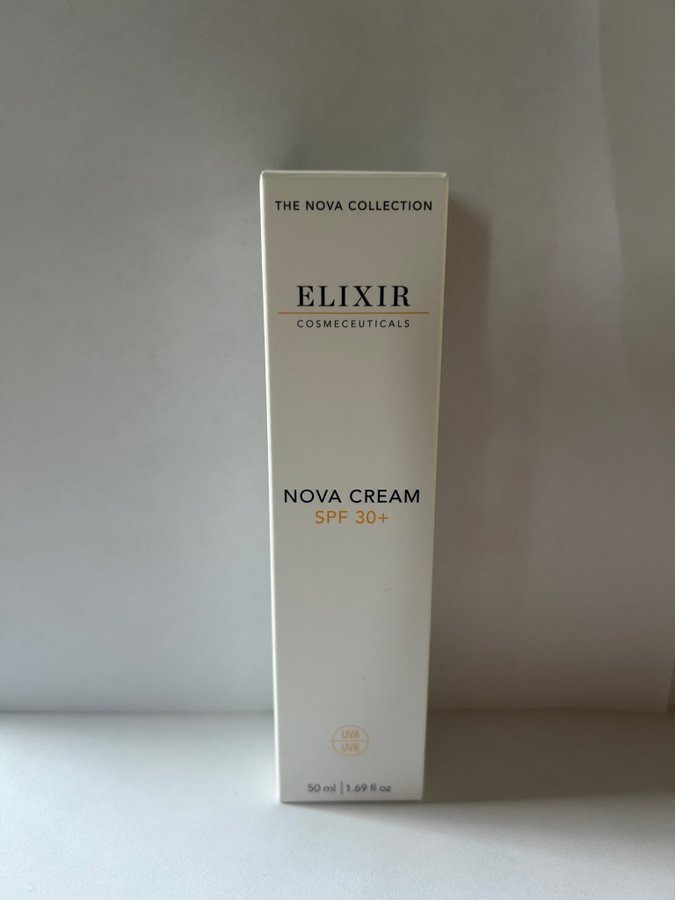 THE NOVA COLLECTION
ELIXIR
COSMECEUTICALS
NOVA CREAM
SPF 30+
UVA
UVB
50 ml | 1.69 fl oz